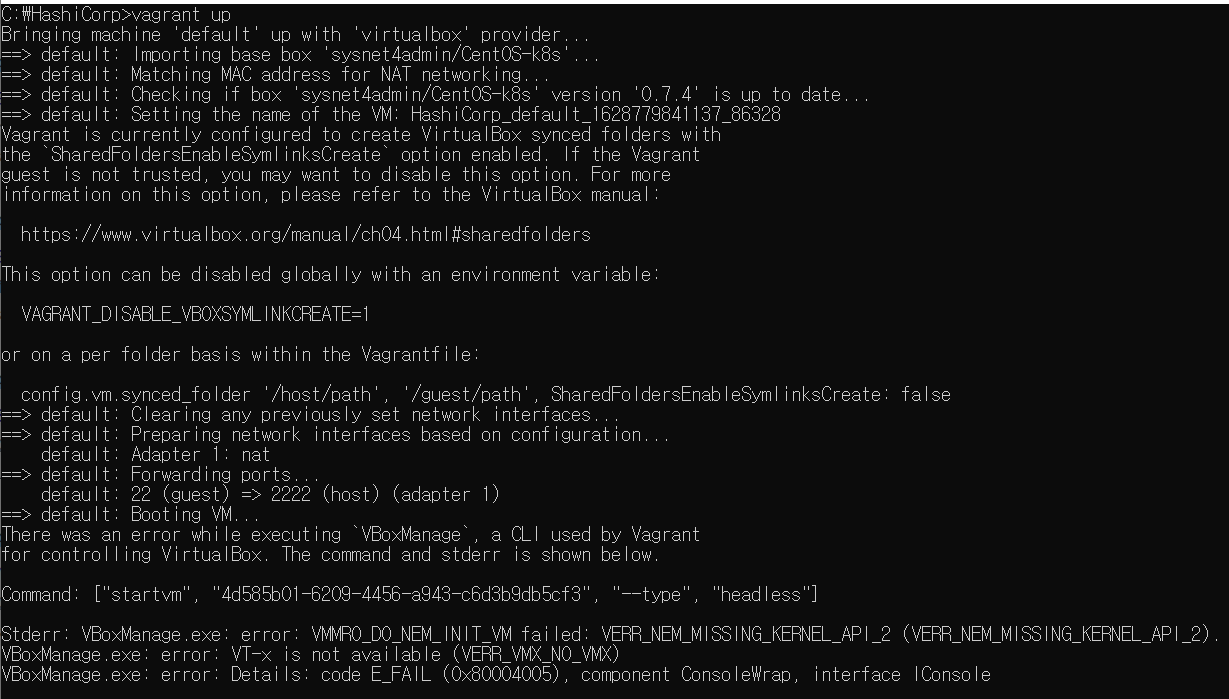 C:₩HashiCorp>vagrant up
Bringing machine 'default' up with 'virtualbox' provider...
==> default: Importing base box 'sysnet4admin/CentOS-k8s'...
==> default: Matching MAC address for NAT networking...
==> default: Checking if box 'sysnet4admin/CentOS-k8s' version '0.7.4' is up to date...
==> default: Setting the name of the VM: HashiCorp_default_1628779841137_86328
Vagrant is currently configured to create VirtualBox synced folders with
the `SharedFoldersEnableSymlinksCreate` option enabled. If the Vagrant
guest is not trusted, you may want to disable this option. For more
information on this option, please refer to the VirtualBox manual:
https://www.virtualbox.org/manual/ch04.html#sharedfolders
This option can be disabled globally with an environment variable:
VAGRANT_DISABLE_VBOXSYMLINKCREATE=1
or on a per folder basis within the Vagrantfile:
config.vm.synced_folder '/host/path', '/guest/path', SharedFoldersEnableSymlinksCreate: false
==> default: Clearing any previously set network interfaces...
==> default: Preparing network interfaces based on configuration...
default: Adapter 1: nat
==> default: Forwarding ports...
default: 22 (guest) => 2222 (host) (adapter 1)
==> default: Booting VM...
There was an error while executing `VBoxManage`, a CLI used by Vagrant
for controlling VirtualBox. The command and stderr is shown below.
Command: ["startvm", "4d585b01-6209-4456-a943-c6d3b9db5cf3", "--type", "headless"]
Stderr: VBoxManage.exe: error: VMMR0_DO_NEM_INIT_VM failed: VERR_NEM_MISSING_KERNEL_API_2 (VERR_NEM_MISSING_KERNEL_API_2).
VBoxManage.exe: error: VT-x is not available (VERR_VMX_NO_VMX)
VBoxManage.exe: error: Details: code E_FAIL (0x80004005), component ConsoleWrap, interface IConsole